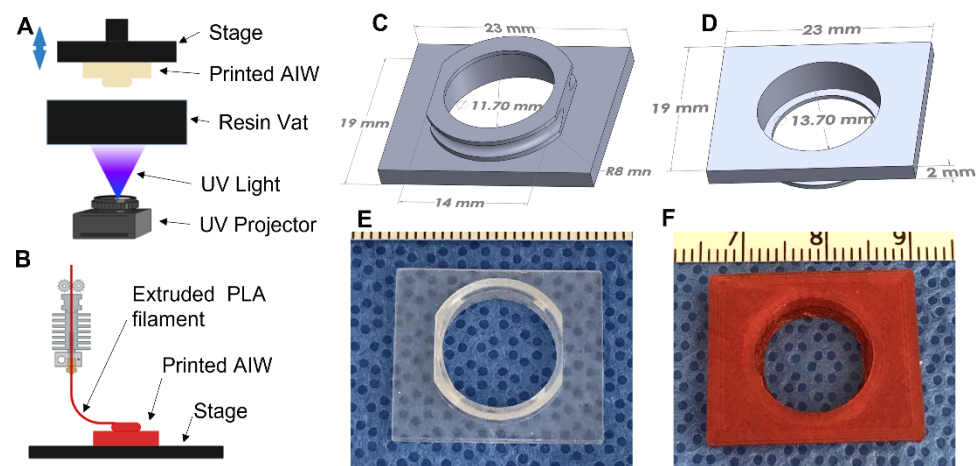 A
Stage
Printed AIW
Resin Vat
UV Light
UV Projector
B
Extruded PLA
filament
Printed AIW
Stage
C
23 mm
11.70 mm
19 mm
14 mm
R8 mn
D
23 mm
19 mm
13.70 mm
2 mm
E
F
7
8
9